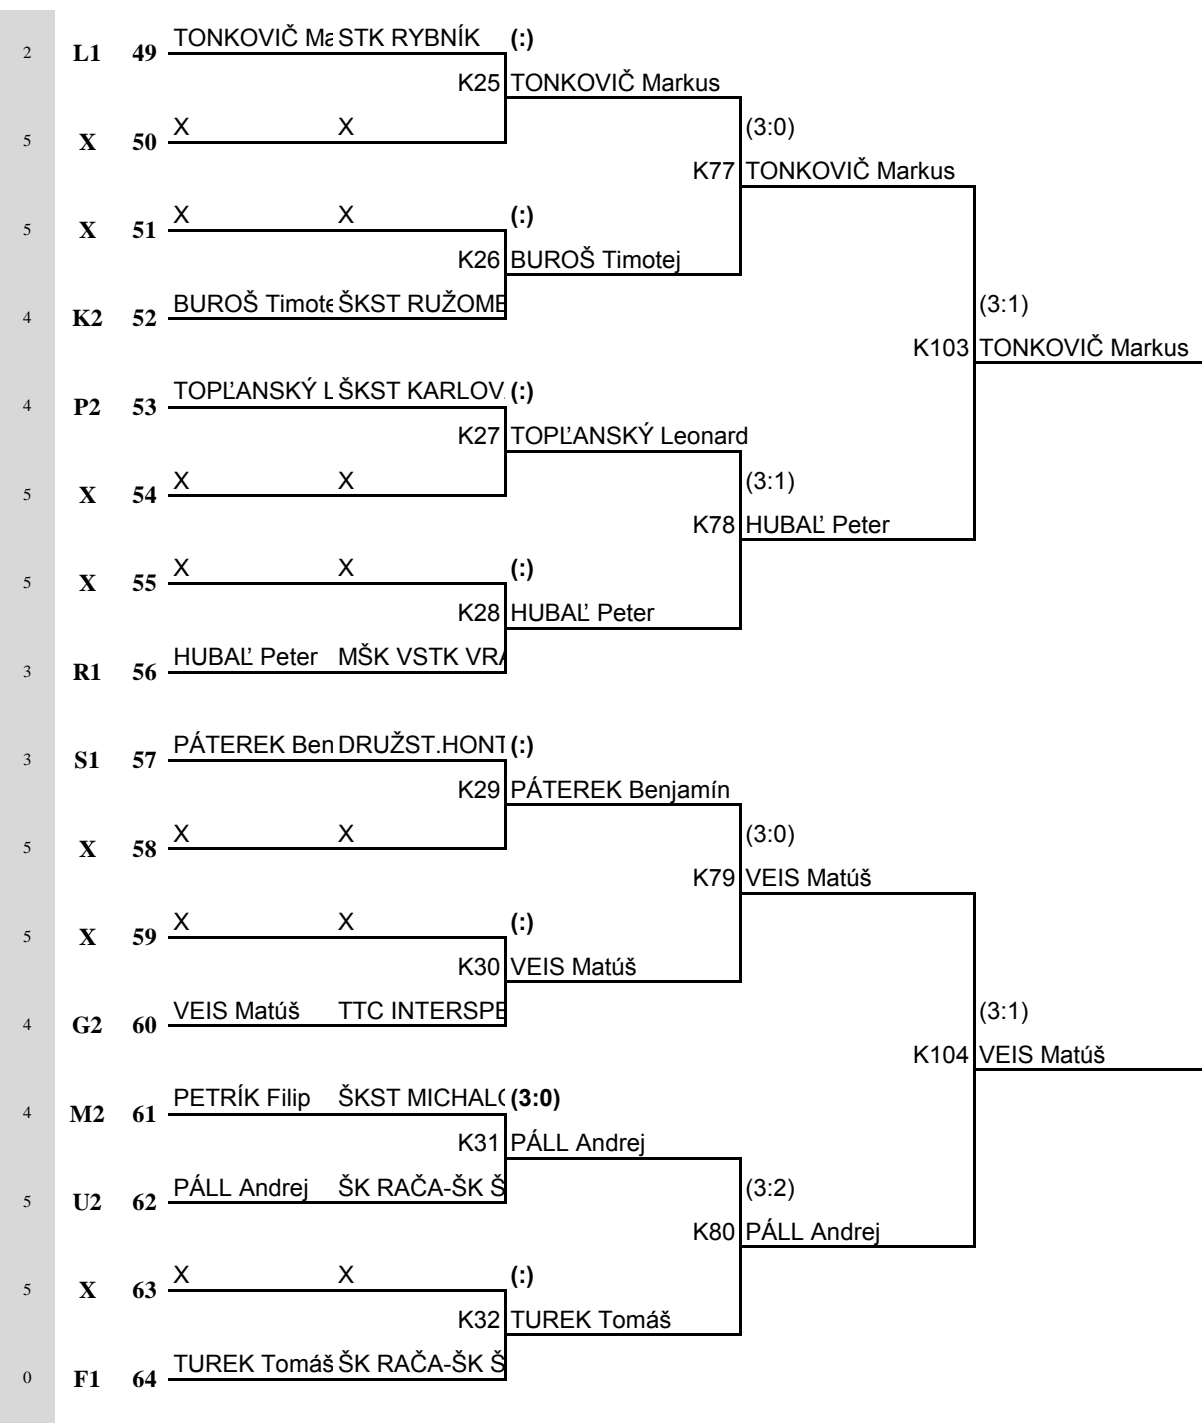 2 L1 49 TONKOVIČ Ma STK RYBNÍK (:)
K25 TONKOVIČ Markus
5 X 50 X X (3:0)
K77 TONKOVIČ Markus
5 X 51 X X (:)
K26 BUROŠ Timotej
4 K2 52 BUROŠ Timote ŠKST RUŽOMB (3:1)
K103 TONKOVIČ Markus
4 P2 53 TOPĽANSKÝ L ŠKST KARLOV (:)
K27 TOPĽANSKÝ Leonard
5 X 54 X X (3:1)
K78 HUBAĽ Peter
5 X 55 X X (:)
K28 HUBAĽ Peter
3 R1 56 HUBAĽ Peter MŠK VSTK VRA
3 S1 57 PÁTEREK Ben DRUŽST.HONT (:)
K29 PÁTEREK Benjamín
5 X 58 X X (3:0)
K79 VEIS Matúš
5 X 59 X X (:)
K30 VEIS Matúš
4 G2 60 VEIS Matúš TTC INTERSPE (3:1)
K104 VEIS Matúš
4 M2 61 PETRÍK Filip ŠKST MICHALO (3:0)
K31 PÁLL Andrej
5 U2 62 PÁLL Andrej ŠK RAČA-ŠK Š (3:2)
K80 PÁLL Andrej
5 X 63 X X (:)
K32 TUREK Tomáš
0 F1 64 TUREK Tomáš ŠK RAČA-ŠK Š